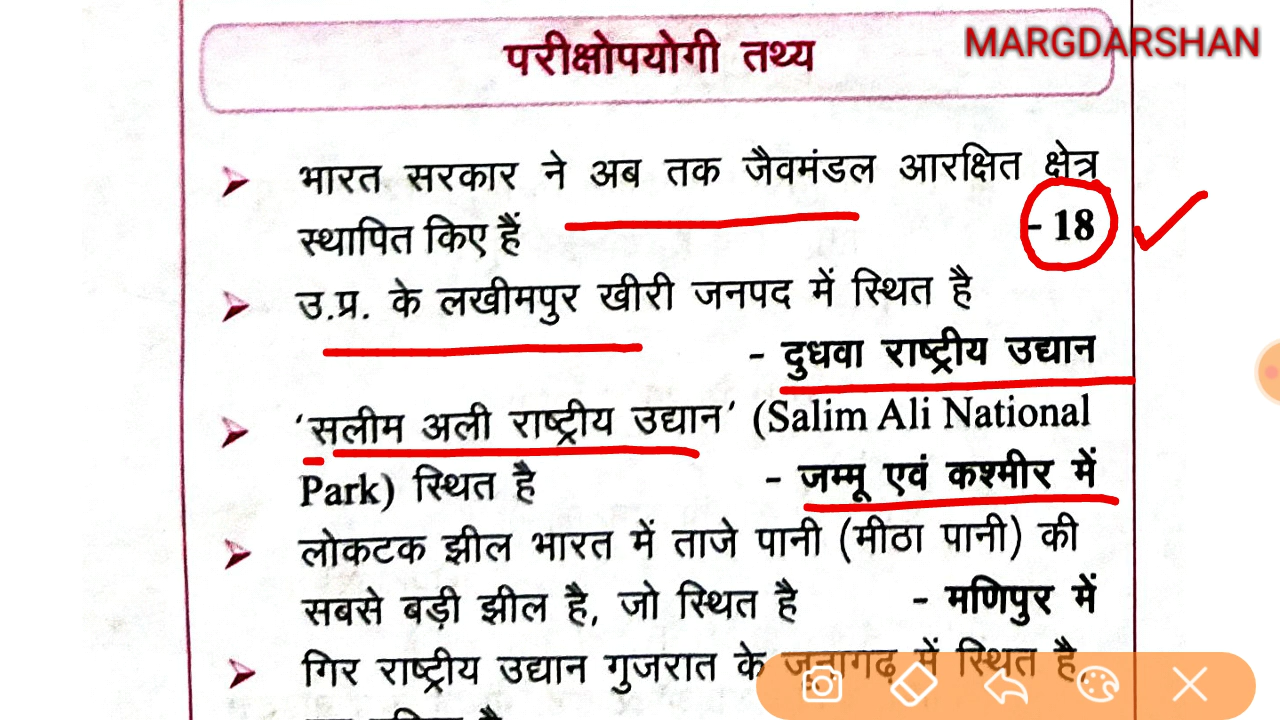 MARGDARSHAN
परीक्षोपयोगी तथ्य
भारत सरकार ने अब तक जैवमंडल आरक्षित क्षेत्र
स्थापित किए हैं - 18
उ.प्र. के लखीमपुर खीरी जनपद में स्थित है
- दुधवा राष्ट्रीय उद्यान
'सलीम अली राष्ट्रीय उद्यान' (Salim Ali National
Park) स्थित है - जम्मू एवं कश्मीर में
लोकटक झील भारत में ताजे पानी (मीठा पानी) की
सबसे बड़ी झील है, जो स्थित है - मणिपुर में
गिर राष्ट्रीय उद्यान गुजरात के जूनागढ़ में स्थित है,